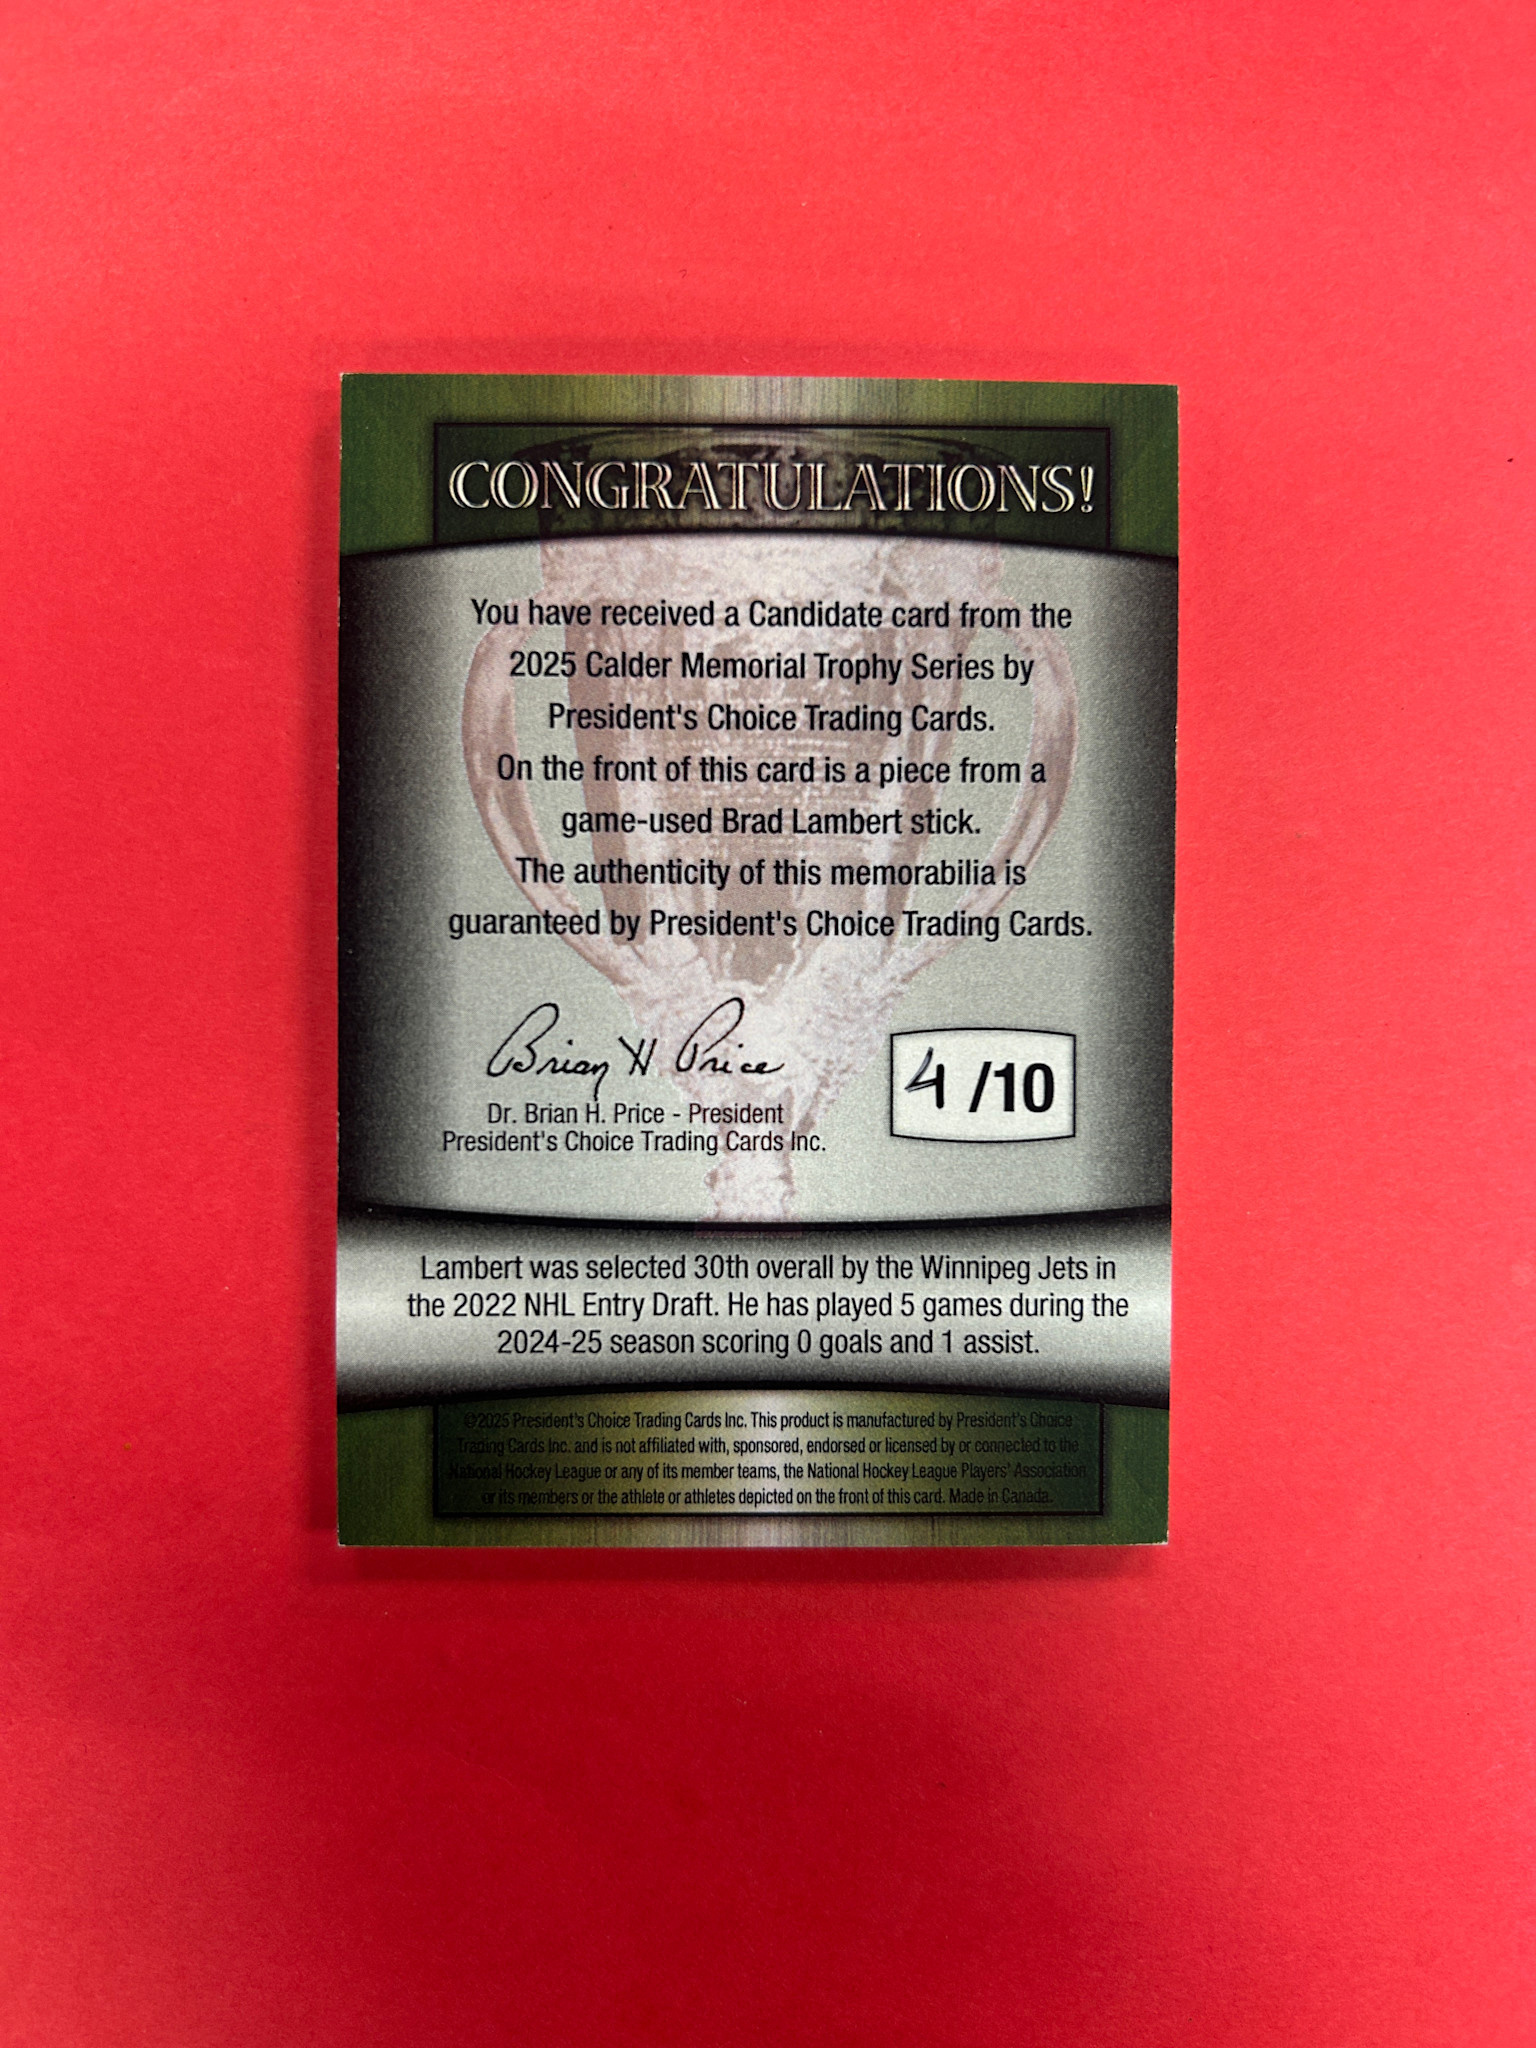 CONGRATULATIONS!
You have received a Candidate card from the
2025 Calder Memorial Trophy Series by
President's Choice Trading Cards.
On the front of this card is a piece from a
game-used Brad Lambert stick.
The authenticity of this memorabilia is
guaranteed by President's Choice Trading Cards.
Brian H Price
4 /10
Dr. Brian H. Price - President
President's Choice Trading Cards Inc.
Lambert was selected 30th overall by the Winnipeg Jets in
the 2022 NHL Entry Draft. He has played 5 games during the
2024-25 season scoring 0 goals and 1 assist.
©2025 President's Choice Trading Cards Inc. This product is manufactured by President's Choice
Trading Cards Inc. and is not affiliated with, sponsored, endorsed or licensed by or connected to the
National Hockey League or any of its member teams, the National Hockey League Players' Association
or its members or the athlete or athletes depicted on the front of this card. Made in Canada.